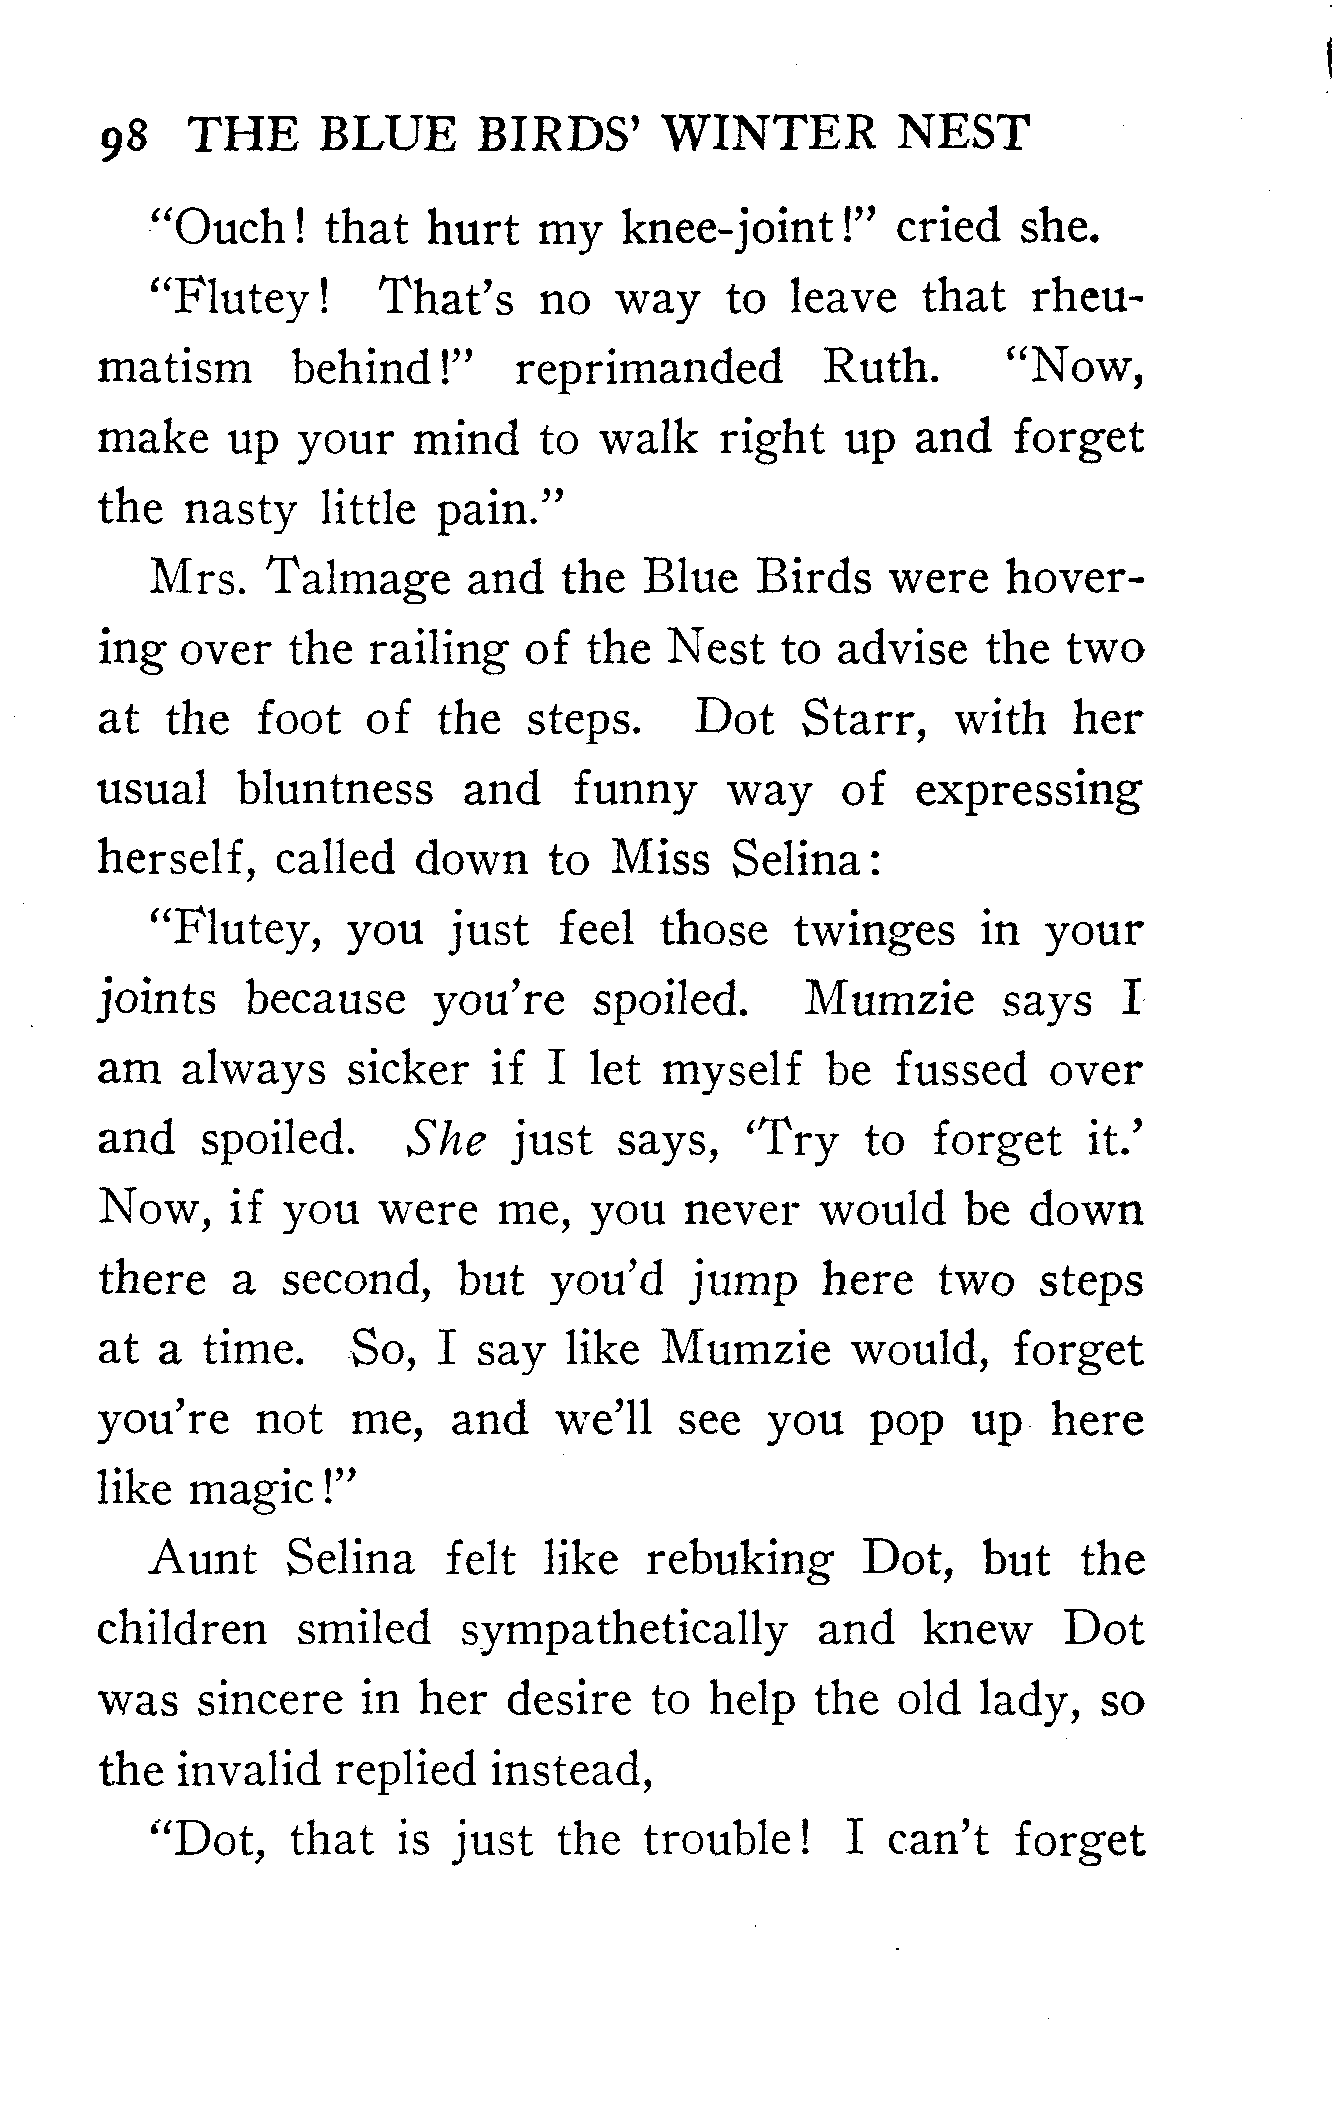 98 THE BLUE BIRDS’ WINTER NEST
“Ouch! that hurt my knee-joint!” cried she.
“Flutey! That’s no way to leave that rheu-
matism behind!” reprimanded Ruth. “Now,
make up your mind to walk right up and forget
the nasty little pain.”
Mrs. Talmage and the Blue Birds were hover-
ing over the railing of the Nest to advise the two
at the foot of the steps. Dot Starr, with her
usual bluntness and funny way of expressing
herself, called down to Miss Selina:
“Flutey, you just feel those twinges in your
joints because you’re spoiled. Mumzie says I
am always sicker if I let myself be fussed over
and spoiled. She just says, ‘Try to forget it.’
Now, if you were me, you never would be down
there a second, but you’d jump here two steps
at a time. So, I say like Mumzie would, forget
you’re not me, and we’ll see you pop up here
like magic!”
Aunt Selina felt like rebuking Dot, but the
children smiled sympathetically and knew Dot
was sincere in her desire to help the old lady, so
the invalid replied instead,
“Dot, that is just the trouble! I can’t forget